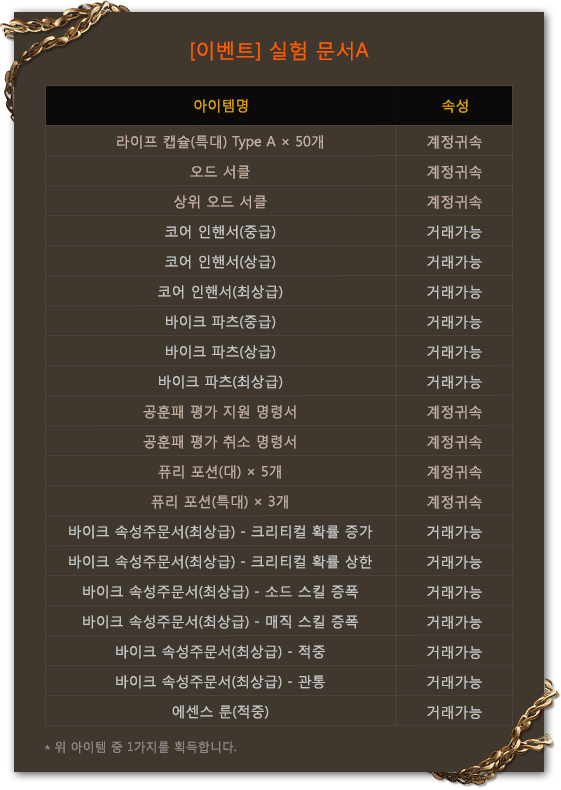 [이벤트] 실험 문서A
아이템명 속성
라이프 캡슐(특대) Type A × 50개 계정귀속
오드 서클 계정귀속
상위 오드 서클 계정귀속
코어 인핸서(중급) 거래가능
코어 인핸서(상급) 거래가능
코어 인핸서(최상급) 거래가능
바이크 파츠(중급) 거래가능
바이크 파츠(상급) 거래가능
바이크 파츠(최상급) 거래가능
공훈패 평가 지원 명령서 계정귀속
공훈패 평가 취소 명령서 계정귀속
퓨리 포션(대) × 5개 계정귀속
퓨리 포션(특대) × 3개 계정귀속
바이크 속성주문서(최상급) - 크리티컬 확률 증가 거래가능
바이크 속성주문서(최상급) - 크리티컬 확률 상한 거래가능
바이크 속성주문서(최상급) - 소드 스킬 증폭 거래가능
바이크 속성주문서(최상급) - 매직 스킬 증폭 거래가능
바이크 속성주문서(최상급) - 적중 거래가능
바이크 속성주문서(최상급) - 관통 거래가능
에센스 룬(적중) 거래가능
* 위 아이템 중 1가지를 획득합니다.